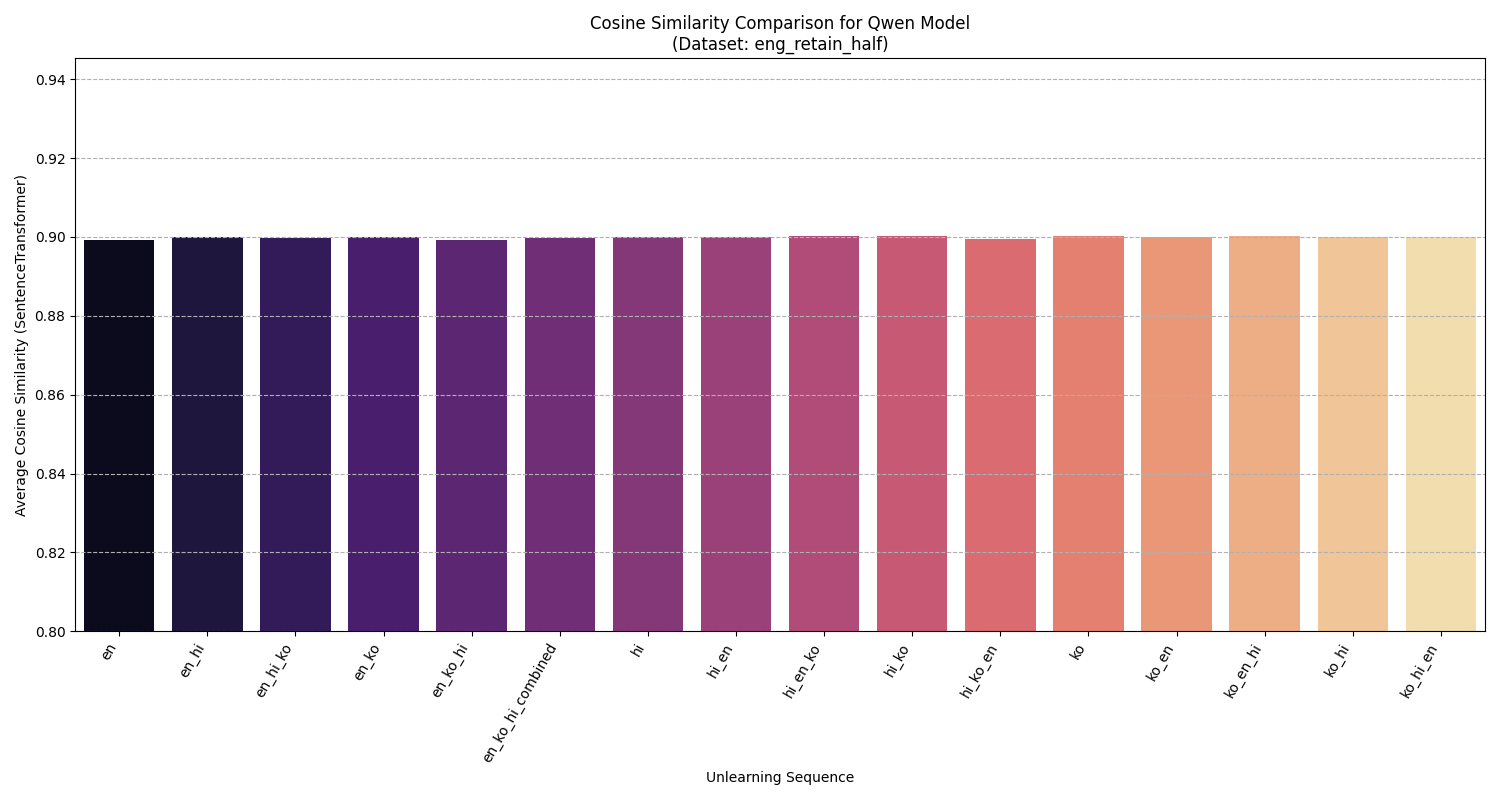 Cosine Similarity Comparison for Qwen Model
(Dataset: eng_retain_half)
Average Cosine Similarity (SentenceTransformer)
0.94
0.92
0.90
0.88
0.86
0.84
0.82
0.80
en
en_hi
en_hi_ko
en_ko
en_ko_hi
en_ko_hi_combined
hi
hi_en
hi_en_ko
hi_ko
hi_ko_en
ko
ko_en
ko_en_hi
ko_hi
ko_hi_en
Unlearning Sequence